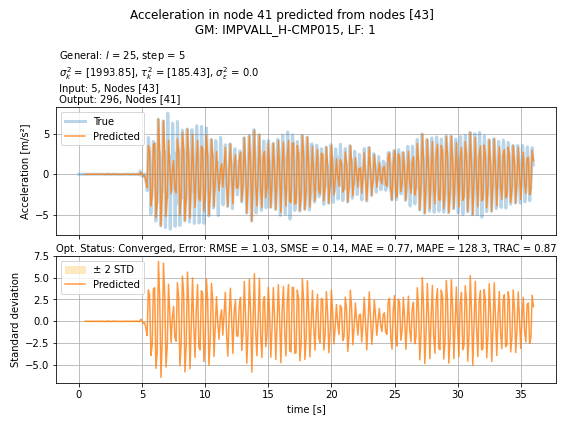 Acceleration in node 41 predicted from nodes [43]
GM: IMPVALL_H-CMP015, LF: 1
General: l = 25, step = 5
σ²ₖ = [1993.85], τ²ₖ = [185.43], σ²ε = 0.0
Input: 5, Nodes [43]
Output: 296, Nodes [41]
True
Predicted
Acceleration [m/s²]
5
0
−5
Opt. Status: Converged, Error: RMSE = 1.03, SMSE = 0.14, MAE = 0.77, MAPE = 128.3, TRAC = 0.87
± 2 STD
Predicted
Standard deviation
7.5
5.0
2.5
0.0
−2.5
−5.0
0 5 10 15 20 25 30 35
time [s]